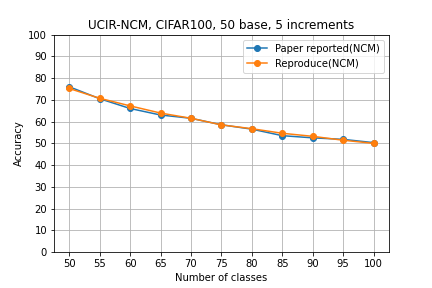 UCIR-NCM, CIFAR100, 50 base, 5 increments
100
90
80
70
60
50
40
30
20
10
0
Accuracy
Paper reported(NCM)
Reproduce(NCM)
50 55 60 65 70 75 80 85 90 95 100
Number of classes